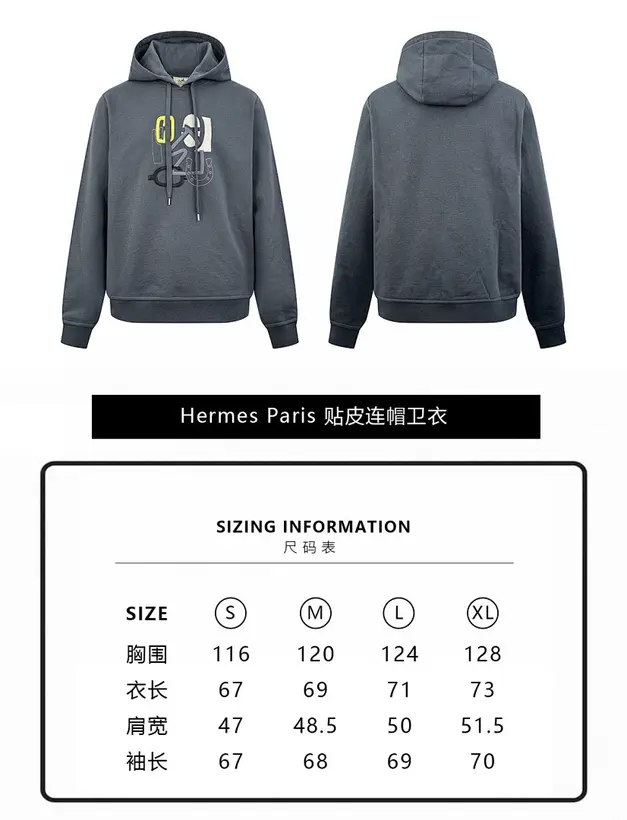 Hermes Paris 贴皮连帽卫衣
SIZING INFORMATION
尺码表
SIZE S M L XL
胸围 116 120 124 128
衣长 67 69 71 73
肩宽 47 48.5 50 51.5
袖长 67 68 69 70